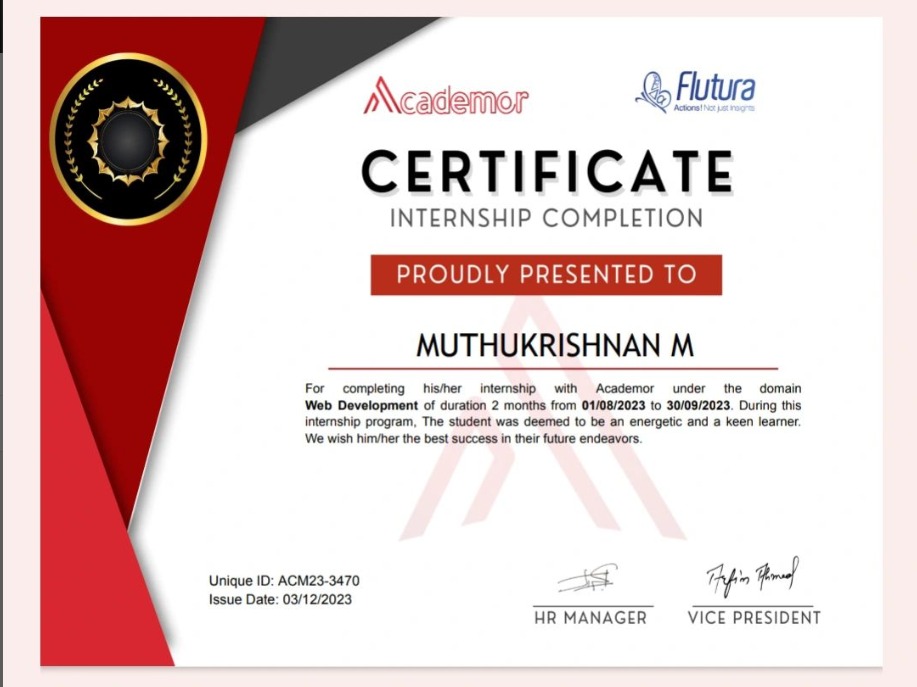 Academor
Flutura
Actions! Not just Insights
CERTIFICATE
INTERNSHIP COMPLETION
PROUDLY PRESENTED TO
MUTHUKRISHNAN M
For completing his/her internship with Academor under the domain
Web Development of duration 2 months from 01/08/2023 to 30/09/2023. During this
internship program, The student was deemed to be an energetic and a keen learner.
We wish him/her the best success in their future endeavors.
Unique ID: ACM23-3470
Issue Date: 03/12/2023
HR MANAGER
VICE PRESIDENT